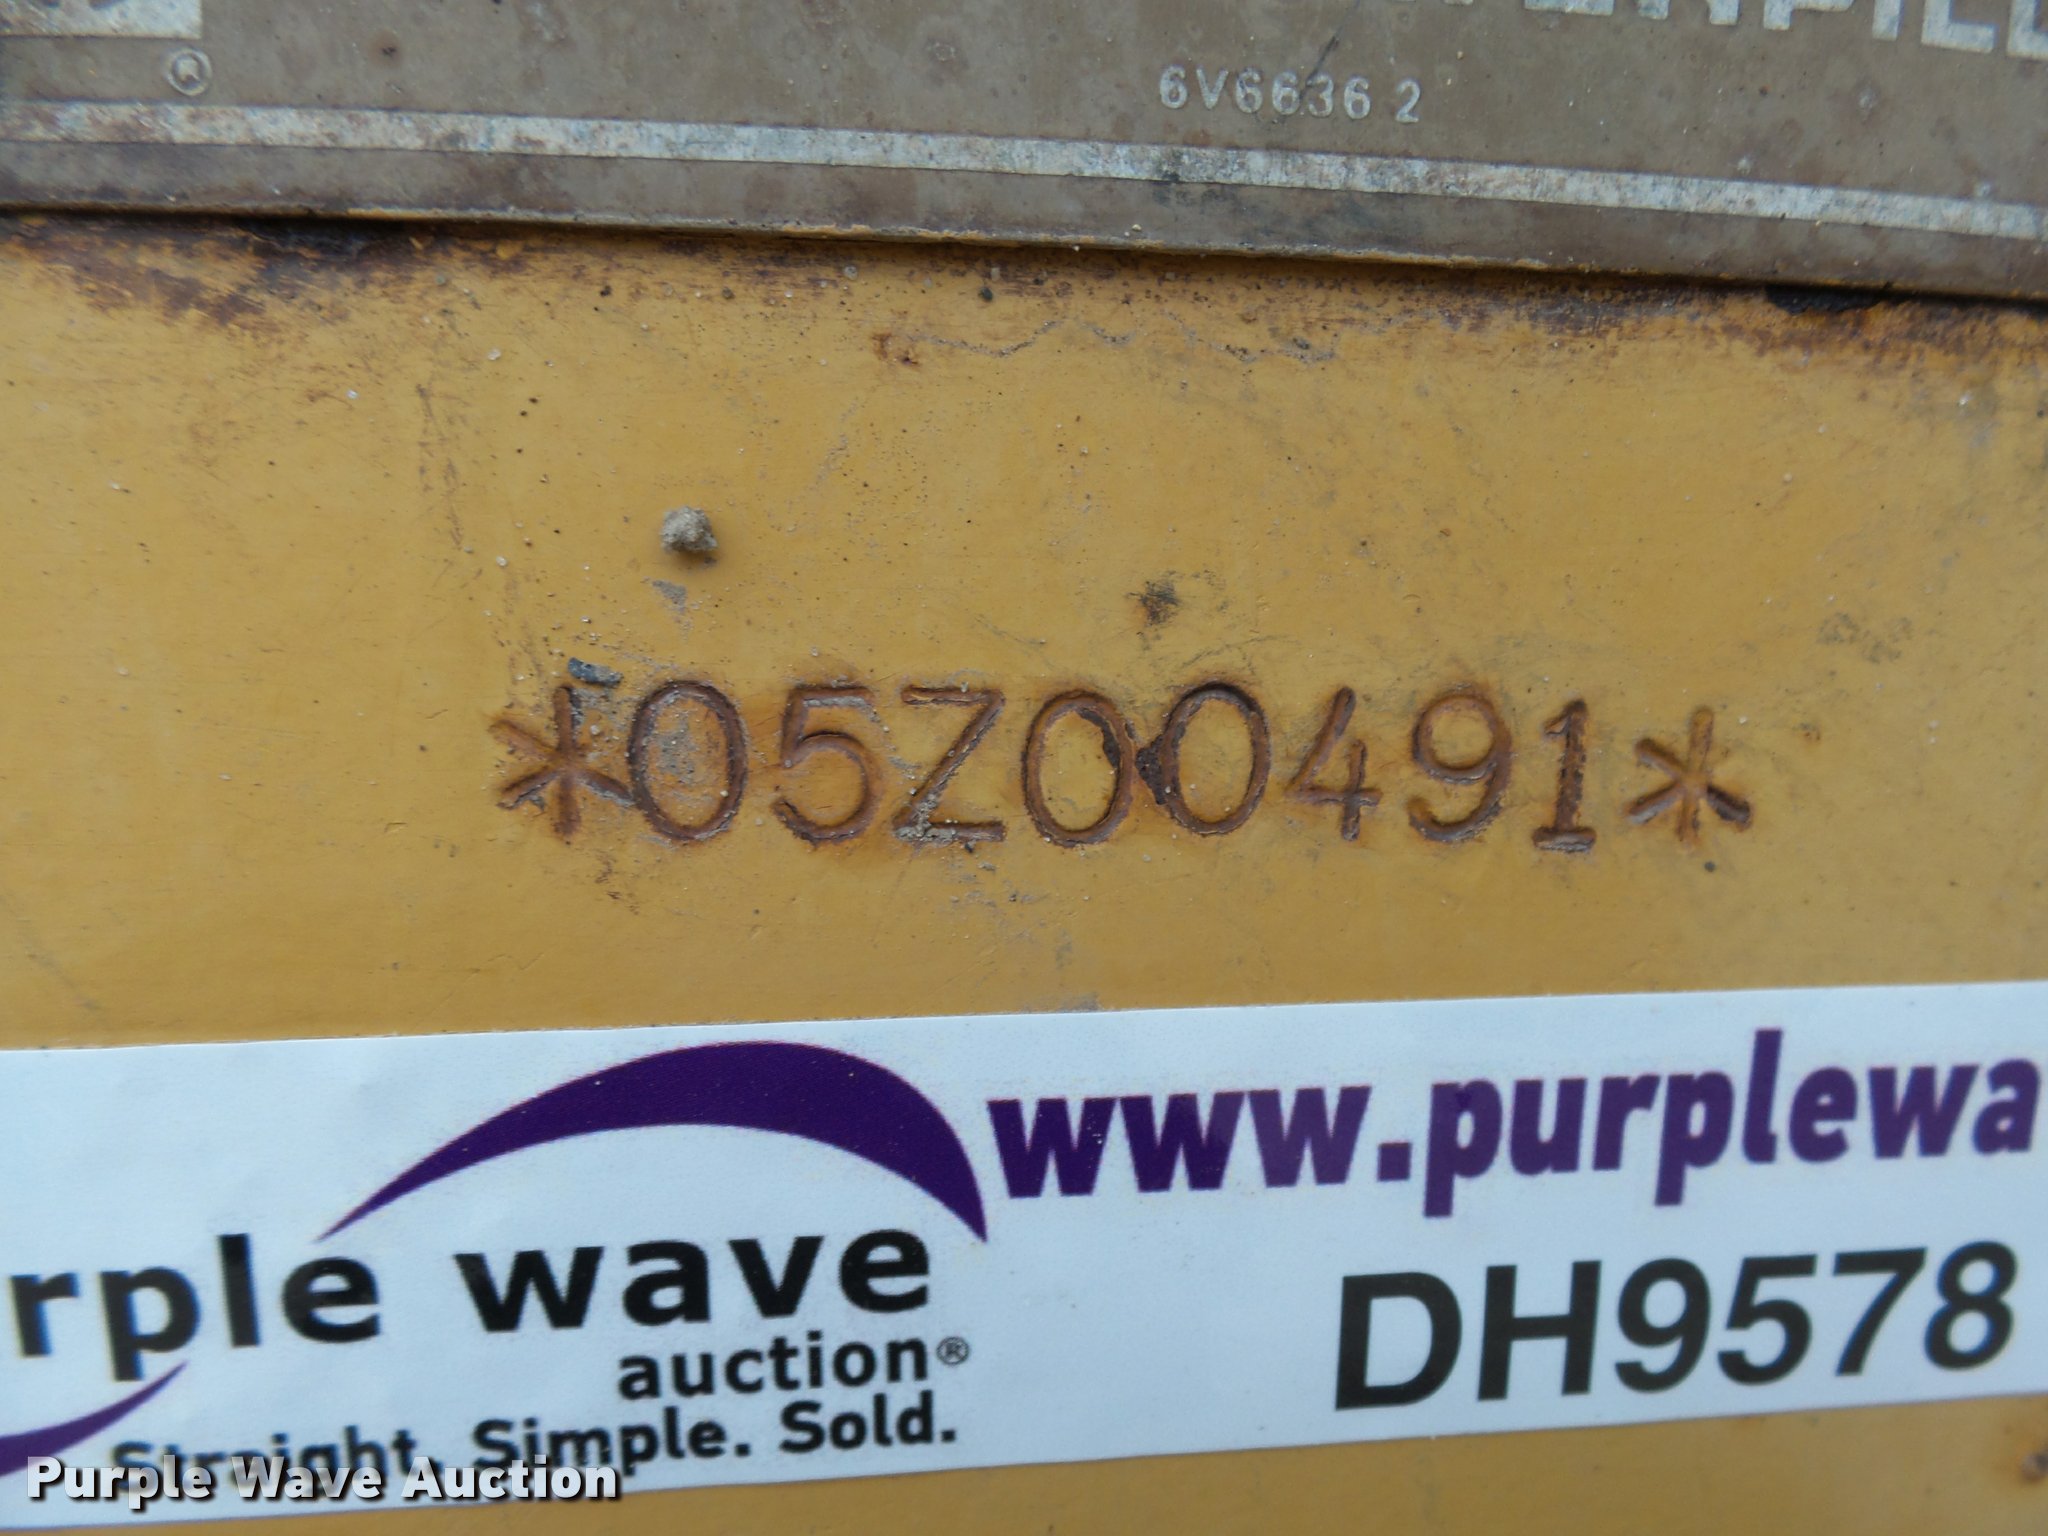 6V6636 2
*05Z00491*
www.purplewa
rple wave
auction®
DH9578
Straight. Simple. Sold.
Purple Wave Auction